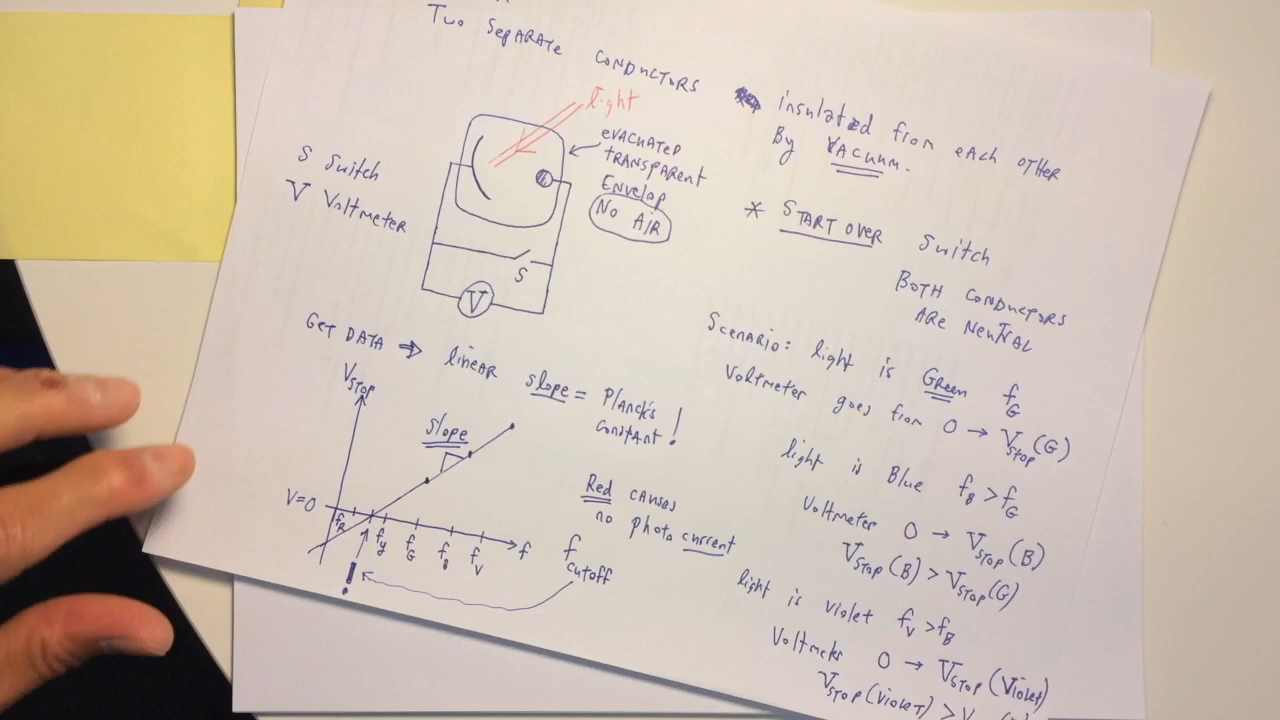 Two Separate Conductors insulated from each other
By Vacuum.
light
evacuated
transparent
Envelop
No Air
S Switch
V Voltmeter
S
V
* Start over Switch
Both conductors
are neutral
Get Data ⇒ linear slope = Planck's
constant!
Vstop
slope
V=0
fR
fy
fG
fB
fV
f
!
Red causes
no photo current
f cutoff
Scenario: light is Green fG
Voltmeter goes from 0 → Vstop(G)
light is Blue fB > fG
Voltmeter 0 → Vstop(B)
Vstop(B) > Vstop(G)
light is violet fV > fB
Voltmeter 0 → Vstop(Violet)
Vstop(violet) > V